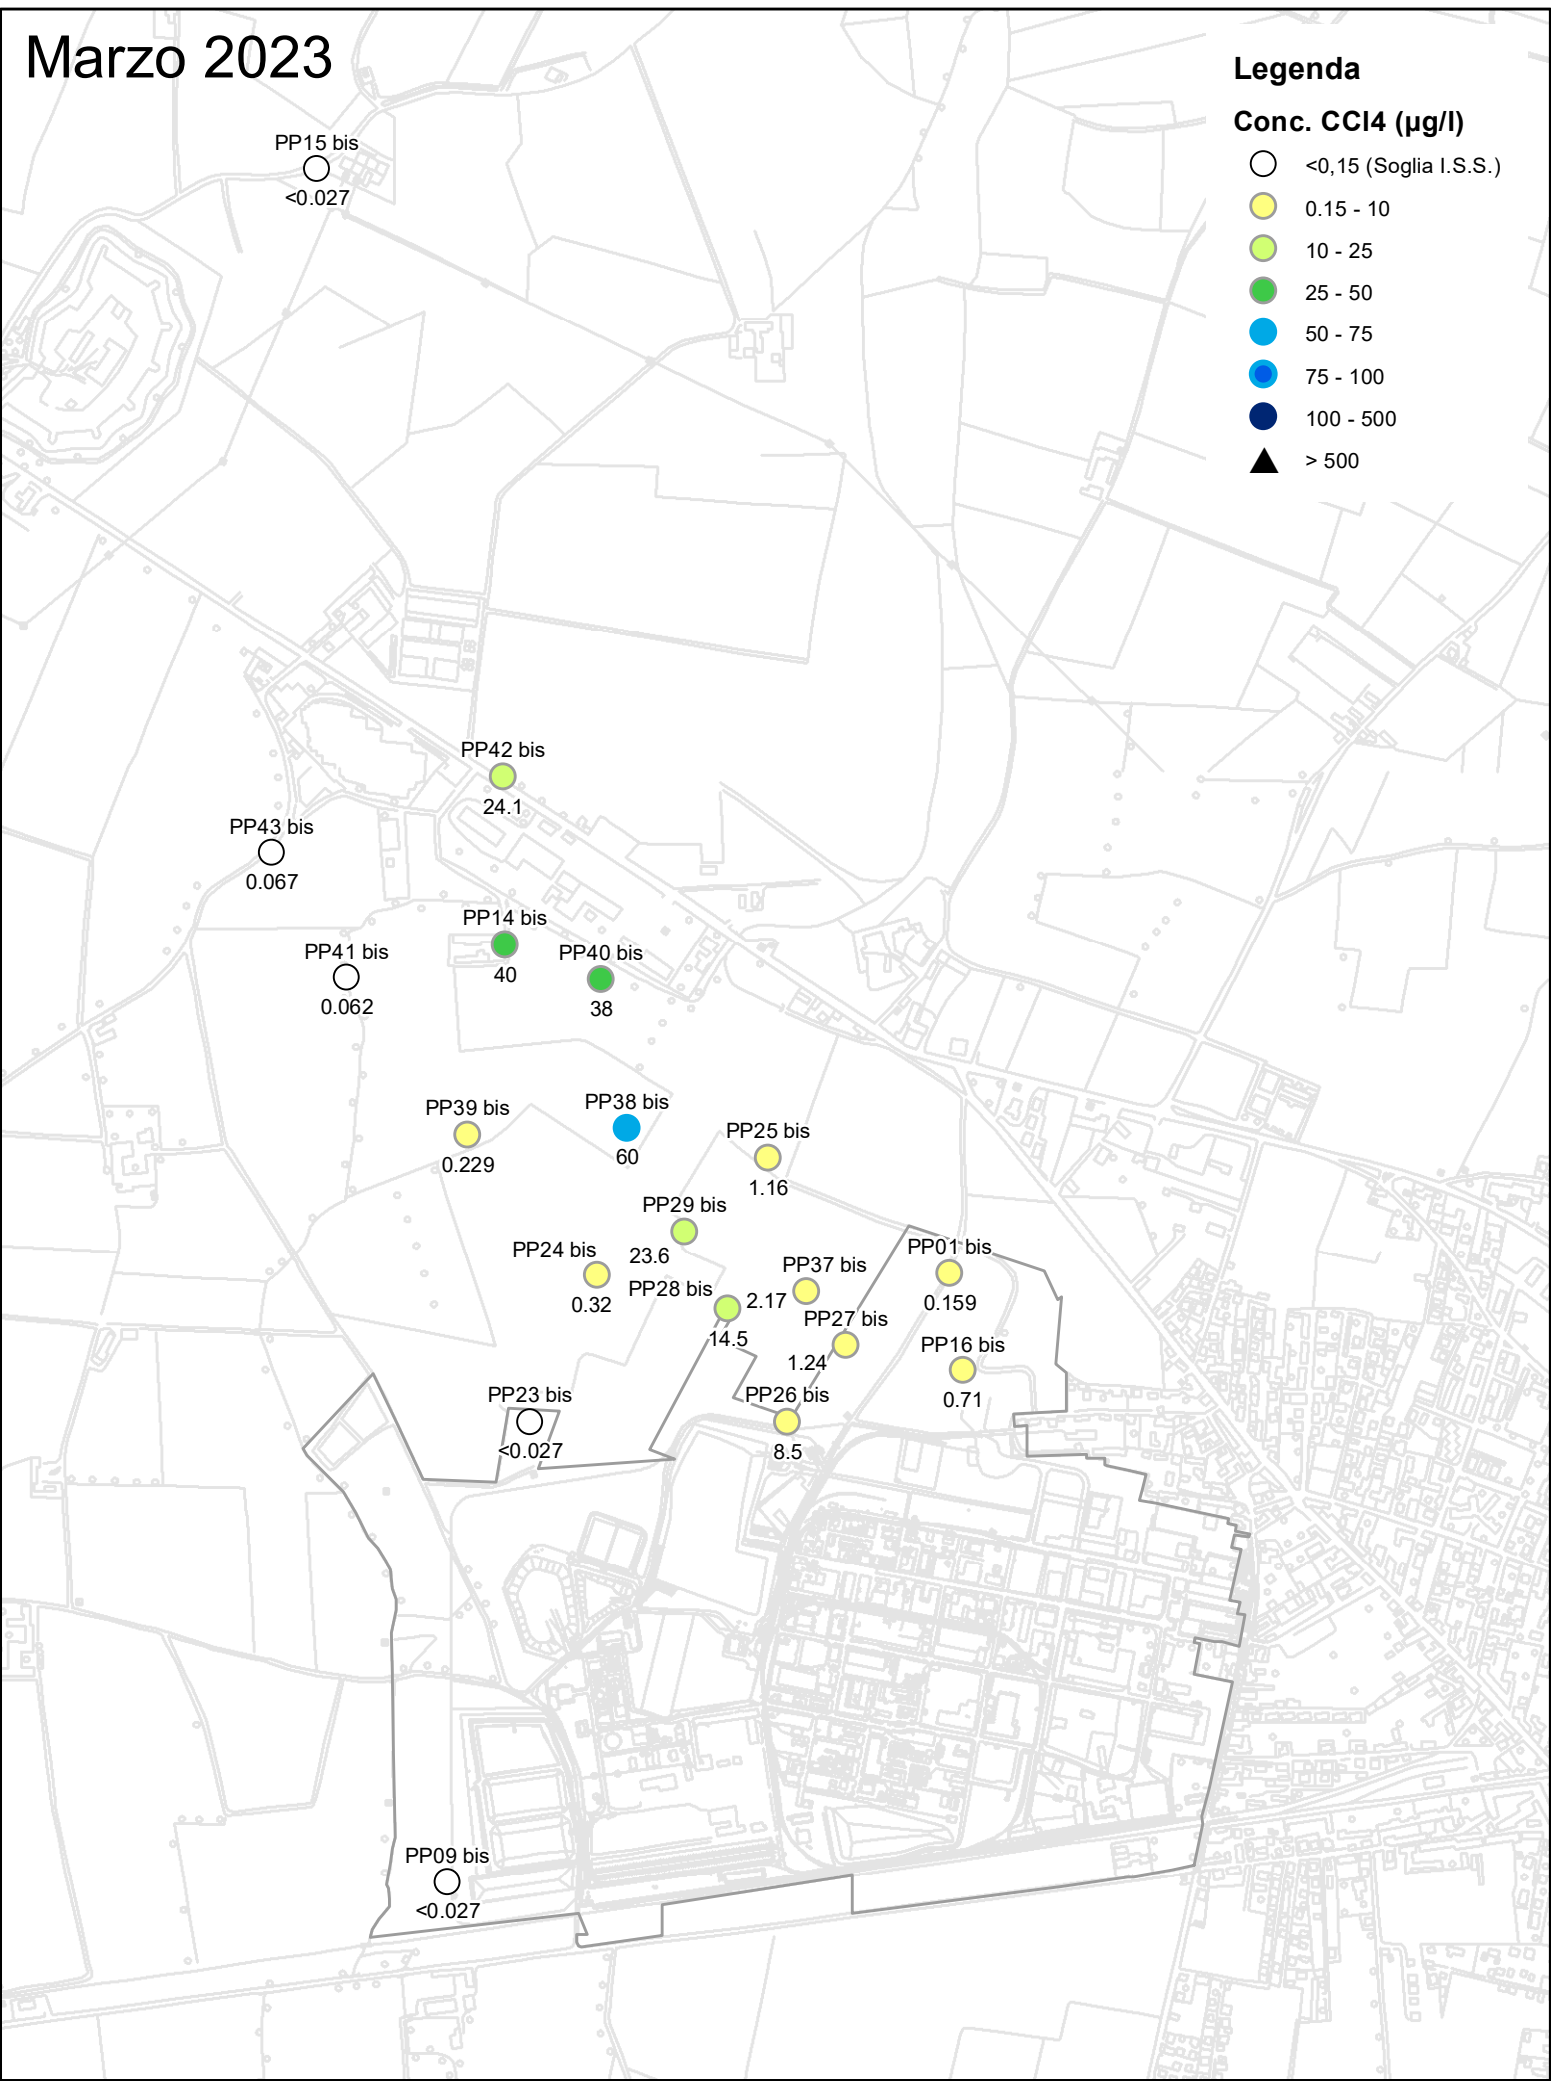 Marzo 2023
Legenda
Conc. CCl4 (µg/l)
<0,15 (Soglia I.S.S.)
0.15 - 10
10 - 25
25 - 50
50 - 75
75 - 100
100 - 500
> 500
PP15 bis
<0.027
PP42 bis
24.1
PP43 bis
0.067
PP14 bis
40
PP41 bis
0.062
PP40 bis
38
PP39 bis
0.229
PP38 bis
60
PP25 bis
1.16
PP29 bis
23.6
PP24 bis
0.32
PP28 bis
14.5
PP37 bis
2.17
PP01 bis
0.159
PP27 bis
1.24
PP16 bis
0.71
PP23 bis
<0.027
PP26 bis
8.5
PP09 bis
<0.027